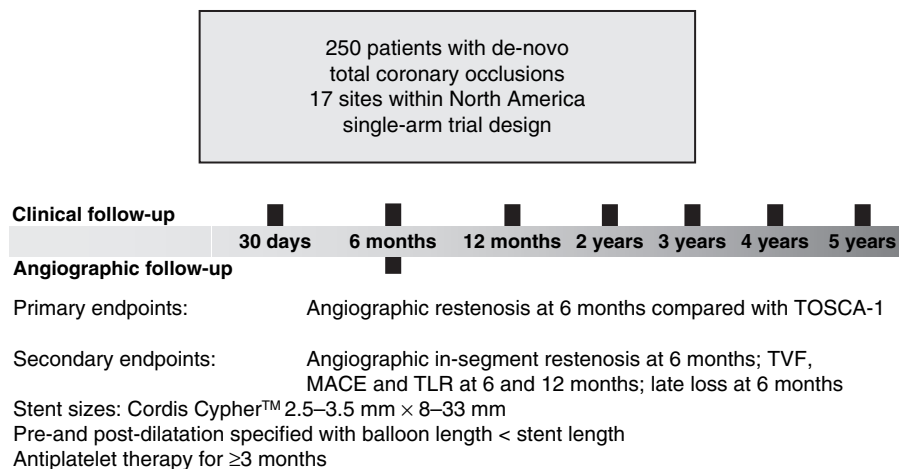 250 patients with de-novo
total coronary occlusions
17 sites within North America
single-arm trial design
Clinical follow-up
30 days 6 months 12 months 2 years 3 years 4 years 5 years
Angiographic follow-up
Primary endpoints: Angiographic restenosis at 6 months compared with TOSCA-1
Secondary endpoints: Angiographic in-segment restenosis at 6 months; TVF,
MACE and TLR at 6 and 12 months; late loss at 6 months
Stent sizes: Cordis Cypher™ 2.5–3.5 mm × 8–33 mm
Pre-and post-dilatation specified with balloon length < stent length
Antiplatelet therapy for ≥3 months